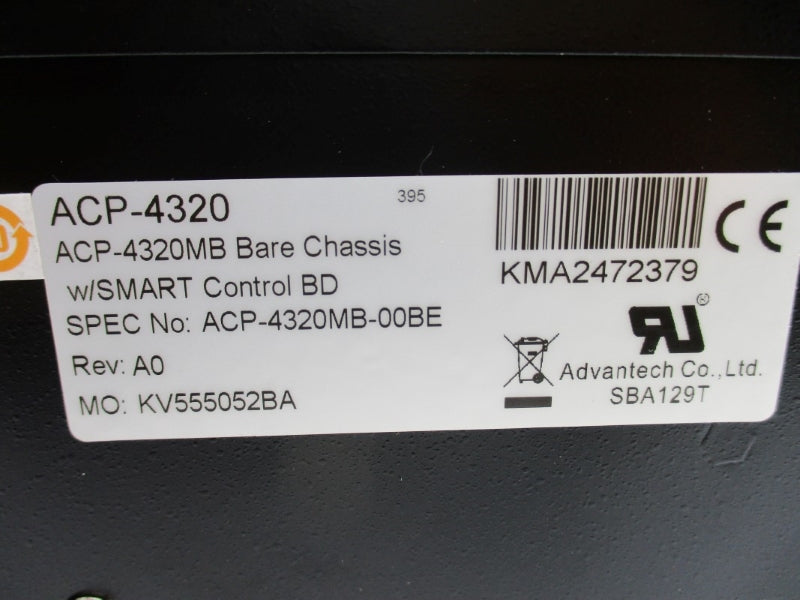 ACP-4320
395
ACP-4320MB Bare Chassis
w/SMART Control BD
SPEC No: ACP-4320MB-00BE
Rev: A0
MO: KV555052BA
KMA2472379
CE
RU®
Advantech Co.,Ltd.
SBA129T